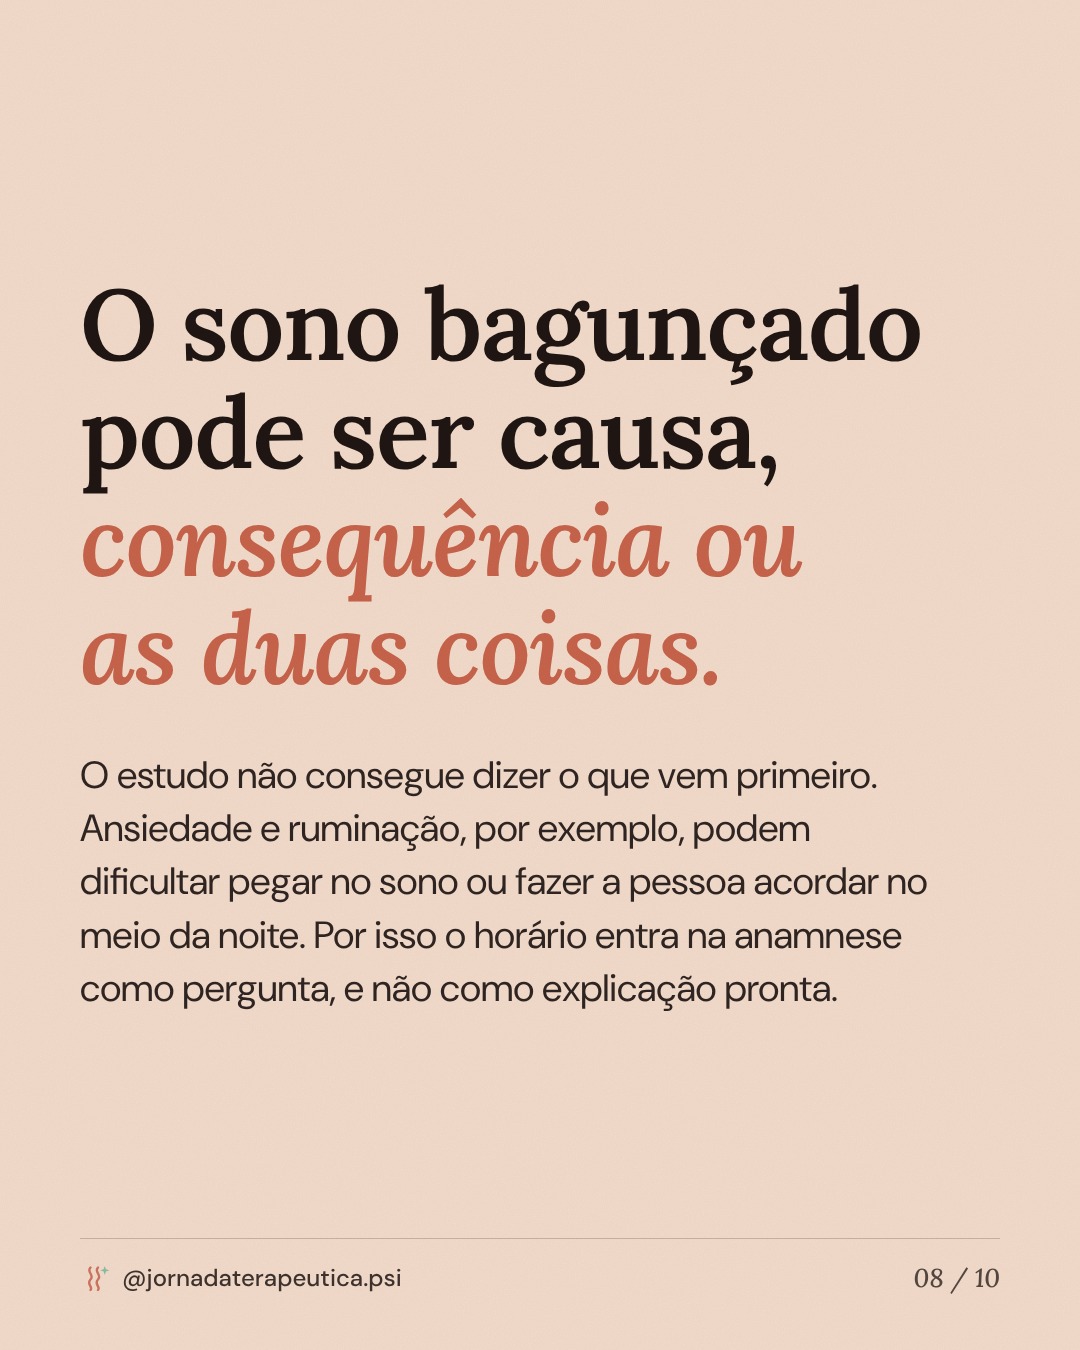 O sono bagunçado
pode ser causa,
consequência ou
as duas coisas.
O estudo não consegue dizer o que vem primeiro.
Ansiedade e ruminação, por exemplo, podem
dificultar pegar no sono ou fazer a pessoa acordar no
meio da noite. Por isso o horário entra na anamnese
como pergunta, e não como explicação pronta.
@jornadaterapeutica.psi
08 / 10